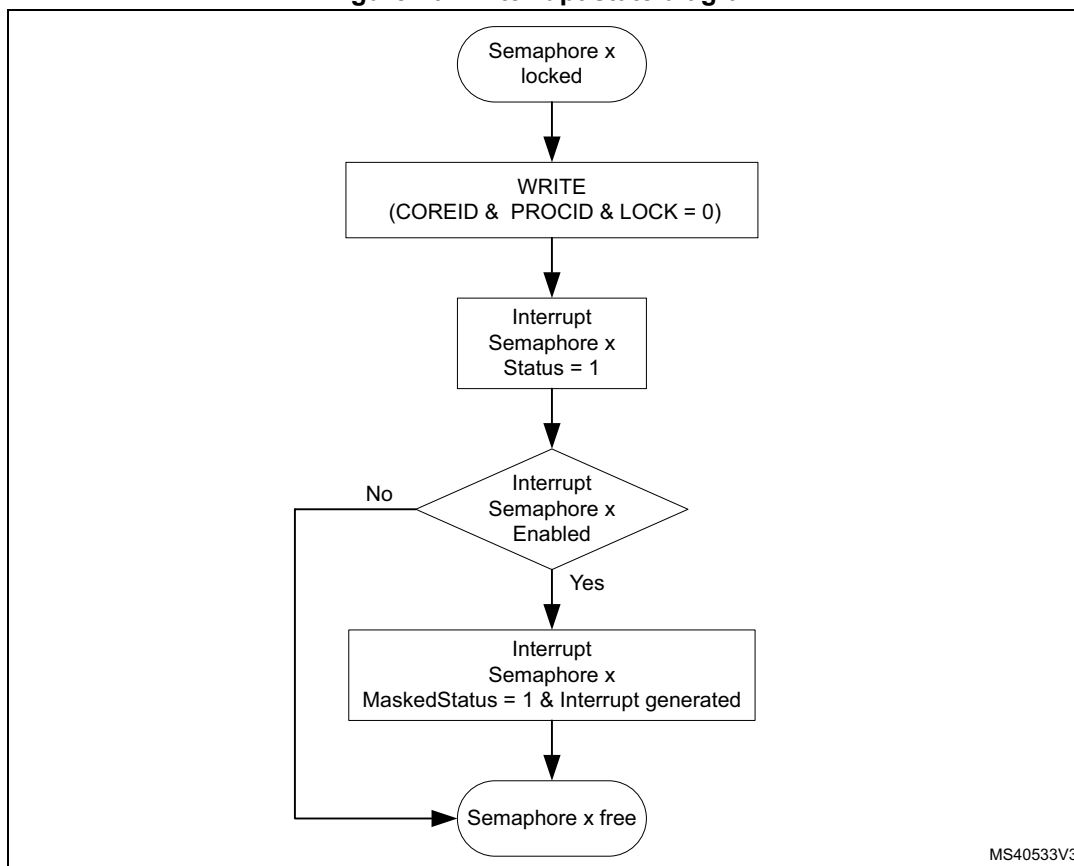 Semaphore x
locked
WRITE
(COREID & PROCID & LOCK = 0)
Interrupt
Semaphore x
Status = 1
Interrupt
Semaphore x
Enabled
No
Yes
Interrupt
Semaphore x
MaskedStatus = 1 & Interrupt generated
Semaphore x free
MS40533V3